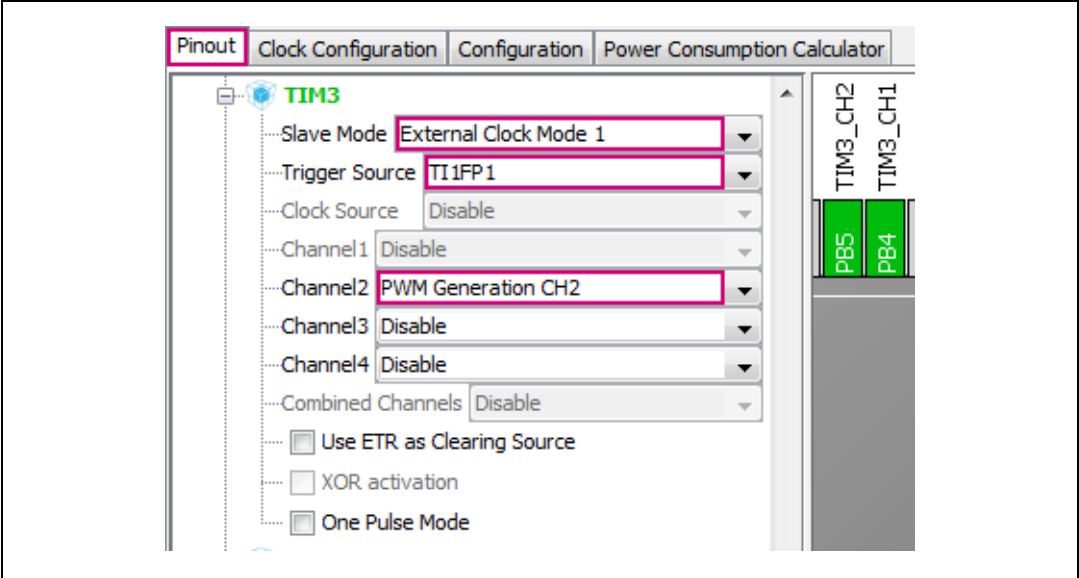 Pinout Clock Configuration Configuration Power Consumption Calculator
TIM3
Slave Mode External Clock Mode 1
Trigger Source TI1FP1
Clock Source Disable
Channel1 Disable
Channel2 PWM Generation CH2
Channel3 Disable
Channel4 Disable
Combined Channels Disable
Use ETR as Clearing Source
XOR activation
One Pulse Mode
TIM3_CH2
TIM3_CH1
PB5
PB4